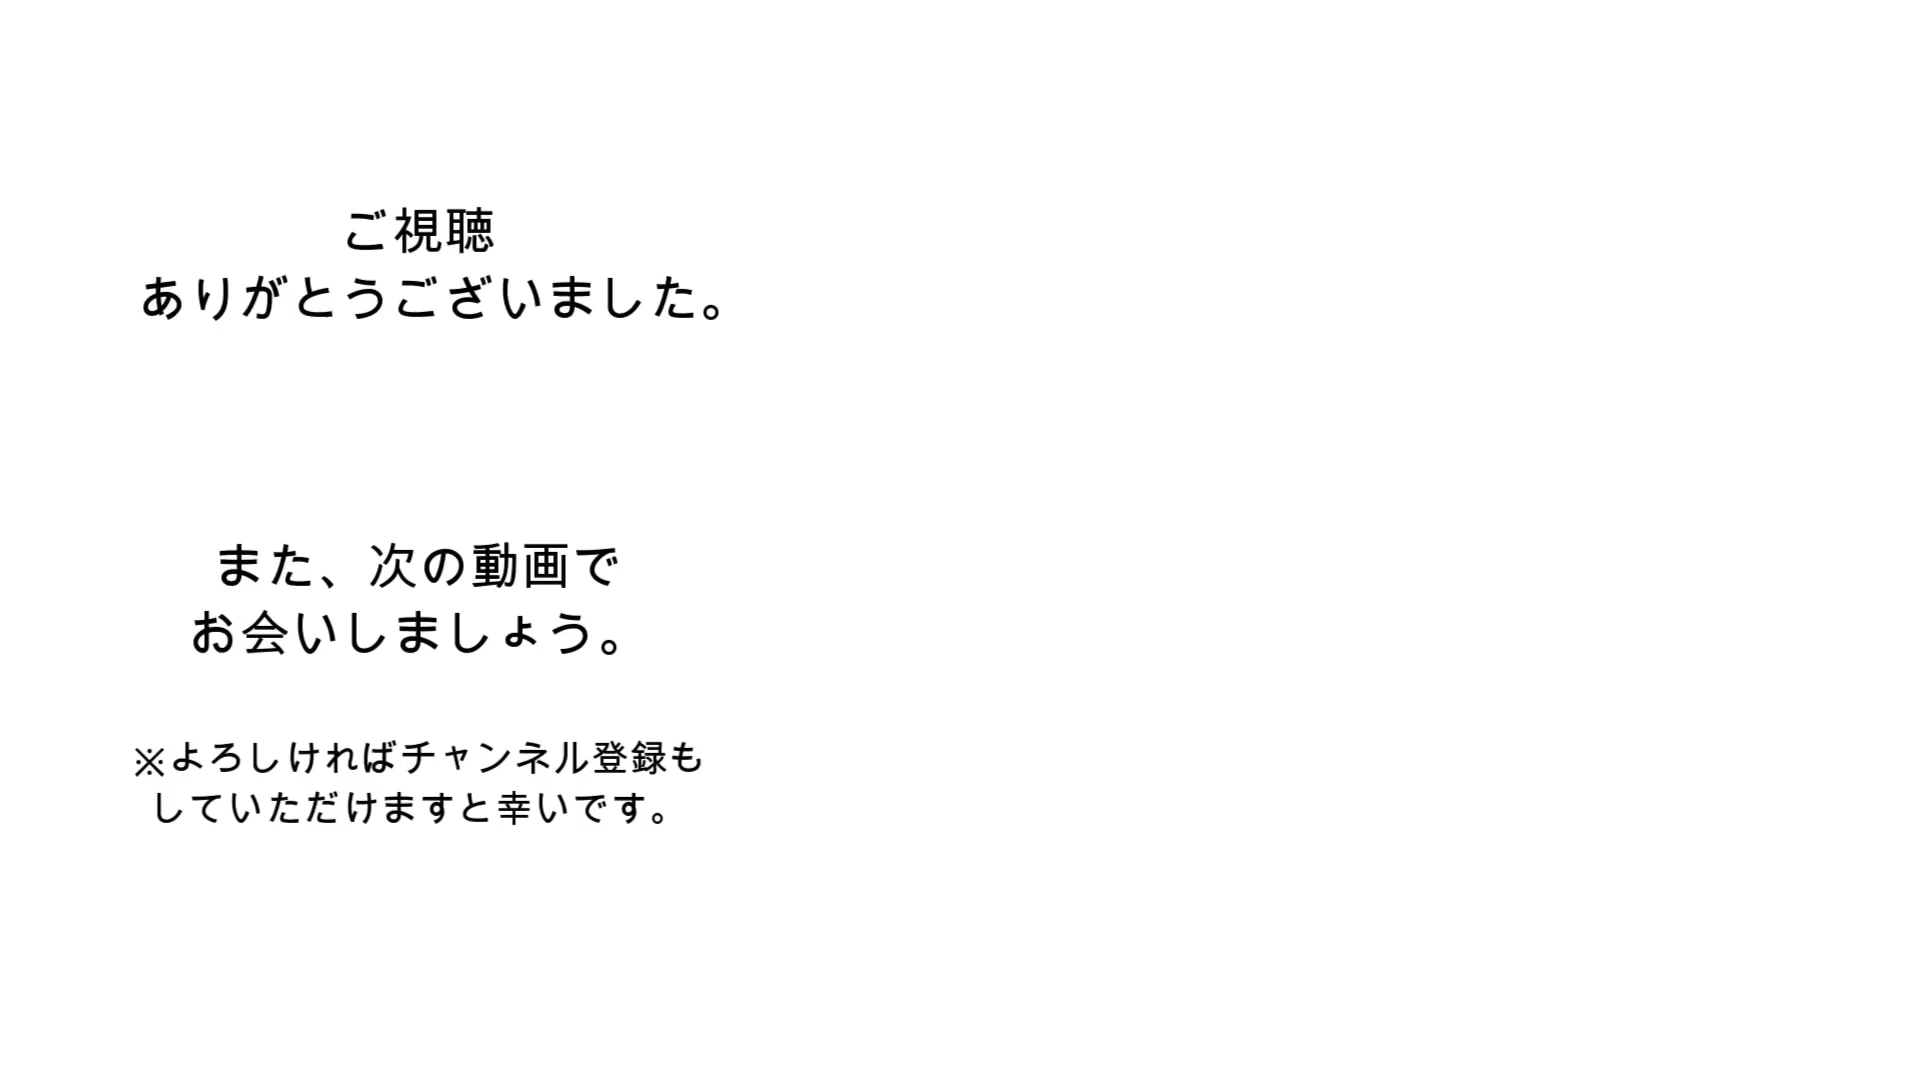 ご視聴
ありがとうございました。
また、次の動画で
お会いしましょう。
※よろしければチャンネル登録も
していただけますと幸いです。